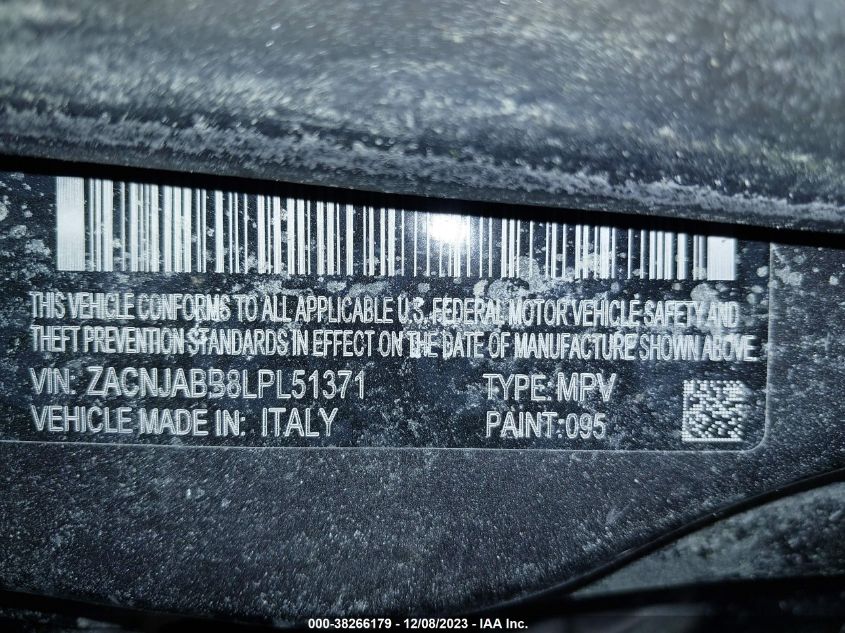 THIS VEHICLE CONFORMS TO ALL APPLICABLE U.S. FEDERAL MOTOR VEHICLE SAFETY AND
THEFT PREVENTION STANDARDS IN EFFECT ON THE DATE OF MANUFACTURE SHOWN ABOVE
VIN: ZACNJABB8LPL51371 TYPE: MPV
VEHICLE MADE IN: ITALY PAINT: 095
000-38266179 - 12/08/2023 - IAA Inc.